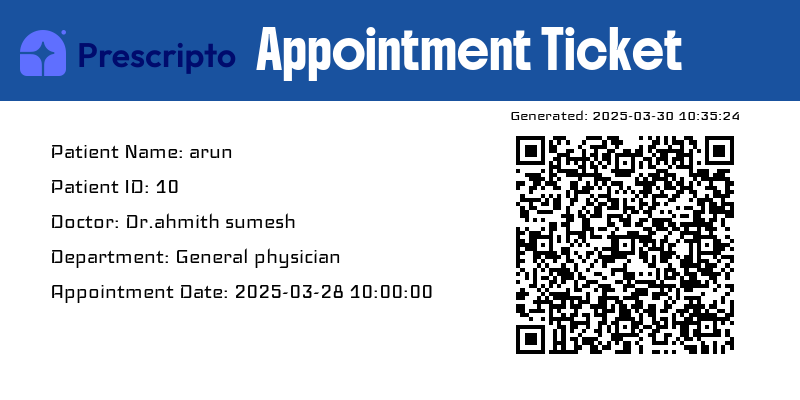 Prescripto Appointment Ticket
Generated: 2025-03-30 10:35:24
Patient Name: arun
Patient ID: 10
Doctor: Dr.ahmith sumesh
Department: General physician
Appointment Date: 2025-03-28 10:00:00